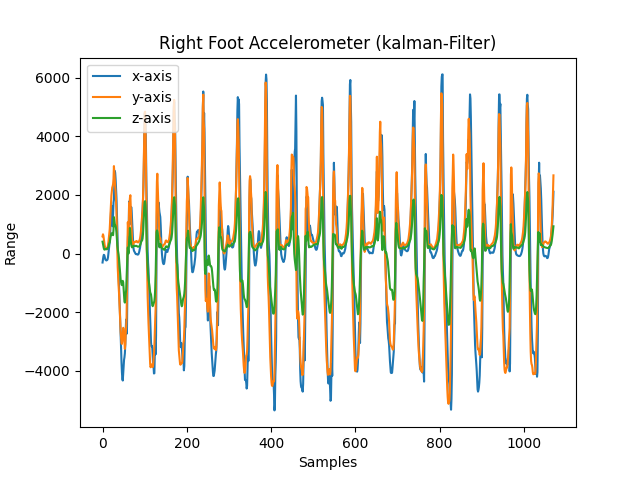 Right Foot Accelerometer (kalman-Filter)
x-axis
y-axis
z-axis
6000
4000
2000
0
−2000
−4000
Range
0 200 400 600 800 1000
Samples